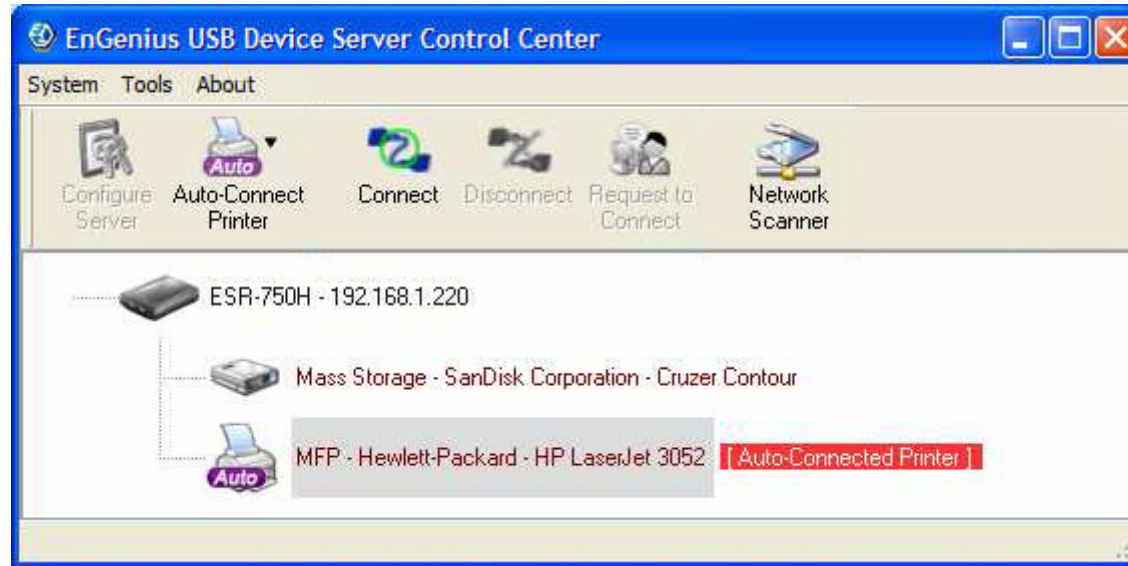 EnGenius USB Device Server Control Center
System Tools About
Configure Server
Auto
Auto-Connect Printer
Connect
Disconnect
Request to Connect
Network Scanner
ESR-750H - 192.168.1.220
Mass Storage - SanDisk Corporation - Cruzer Contour
Auto
MFP - Hewlett-Packard - HP LaserJet 3052 [ Auto-Connected Printer ]